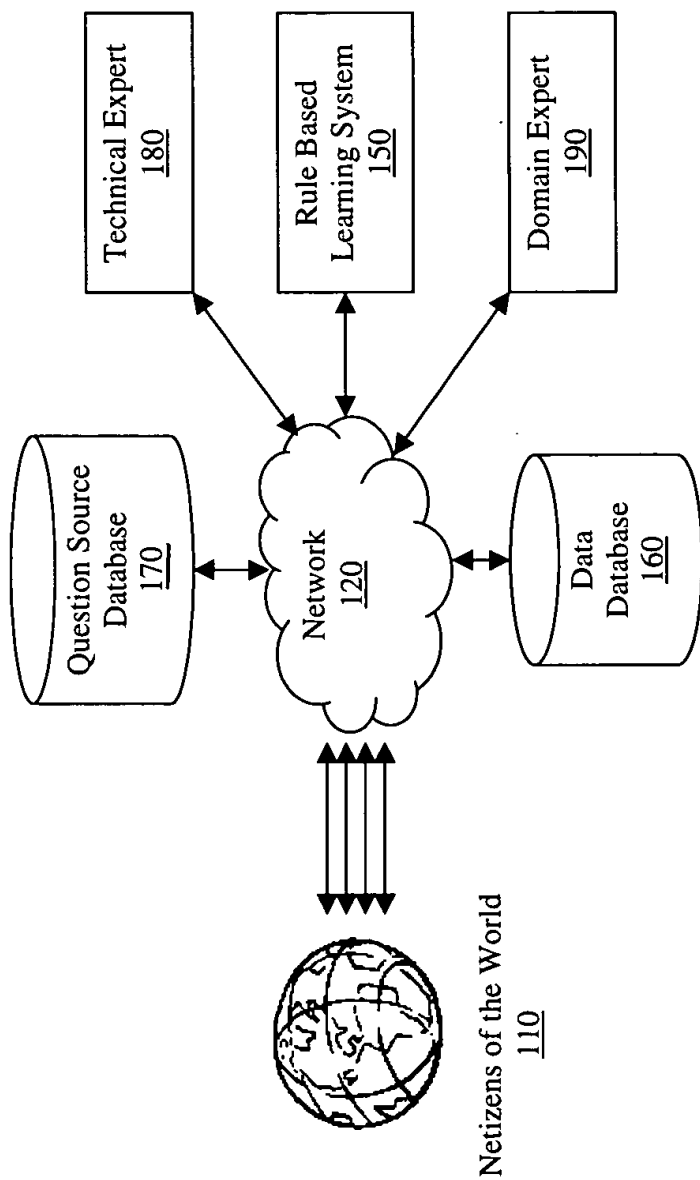 Question Source
Database
170
Technical Expert
180
Netizens of the World
110
Network
120
Rule Based
Learning System
150
Data
Database
160
Domain Expert
190